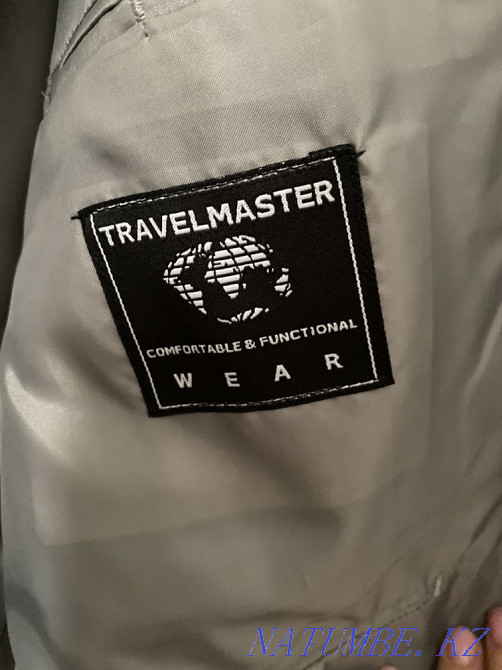 TRAVELMASTER
COMFORTABLE & FUNCTIONAL
WEAR
NATUMBE.KZ